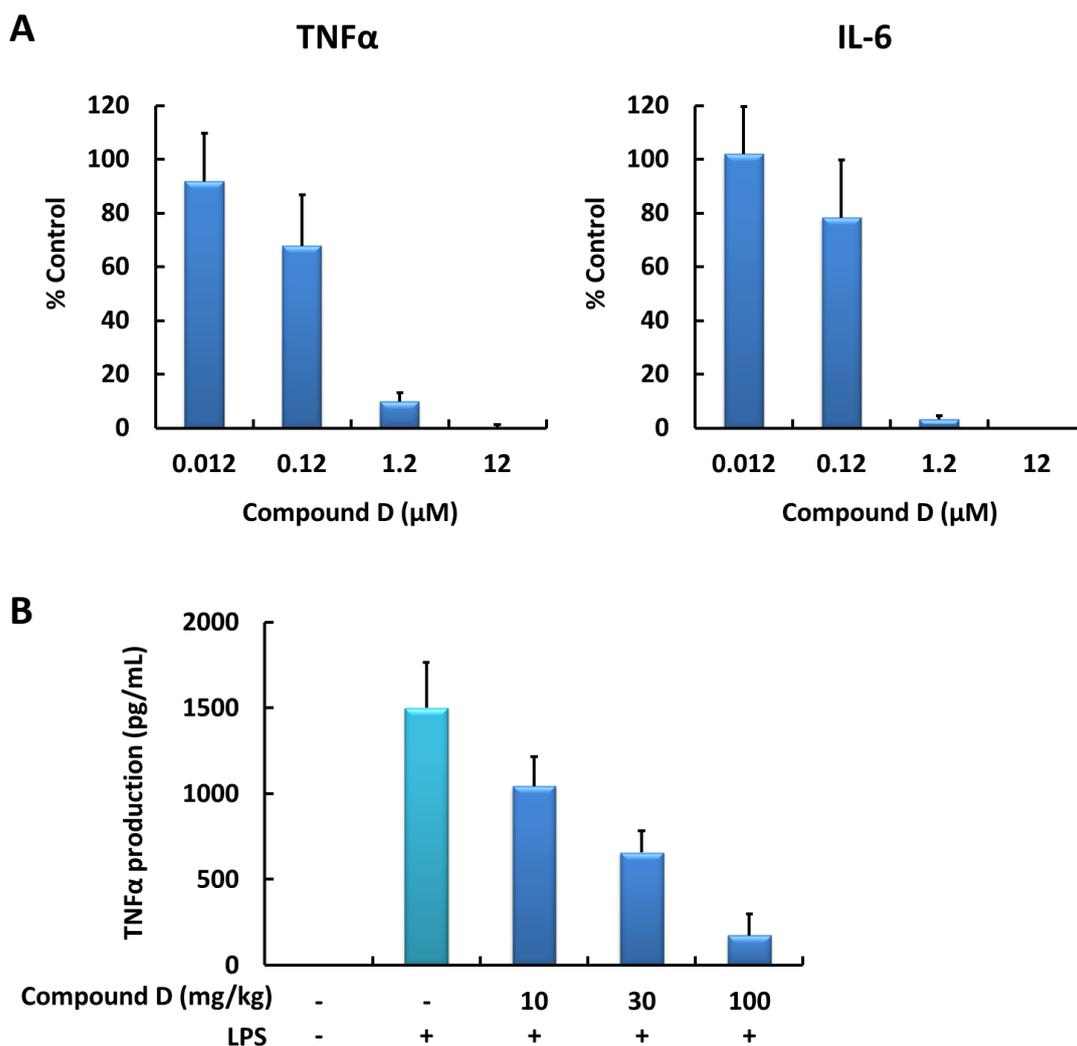 A
TNFα
IL-6
% Control
120
100
80
60
40
20
0
0.012 0.12 1.2 12
Compound D (μM)
% Control
120
100
80
60
40
20
0
0.012 0.12 1.2 12
Compound D (μM)
B
TNFα production (pg/mL)
2000
1500
1000
500
0
Compound D (mg/kg) - - 10 30 100
LPS - + + + +